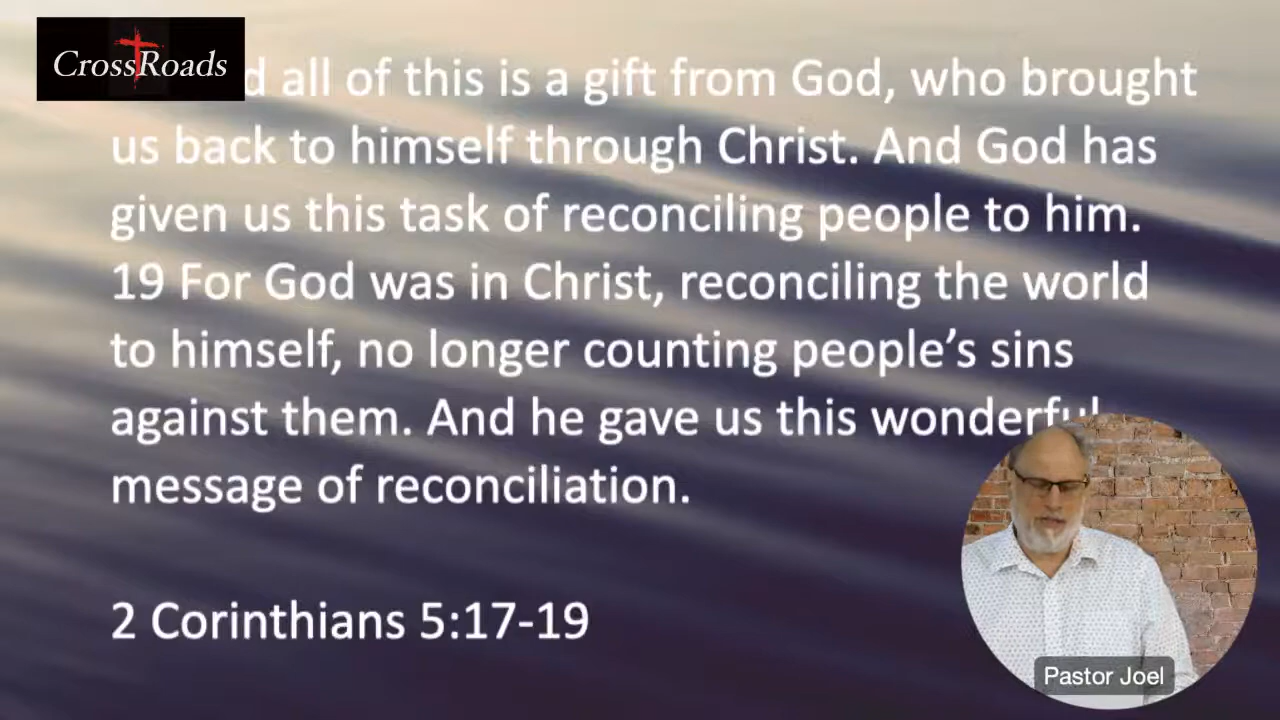 CrossRoads
d all of this is a gift from God, who brought
us back to himself through Christ. And God has
given us this task of reconciling people to him.
19 For God was in Christ, reconciling the world
to himself, no longer counting people’s sins
against them. And he gave us this wonderful
message of reconciliation.
2 Corinthians 5:17-19
Pastor Joel